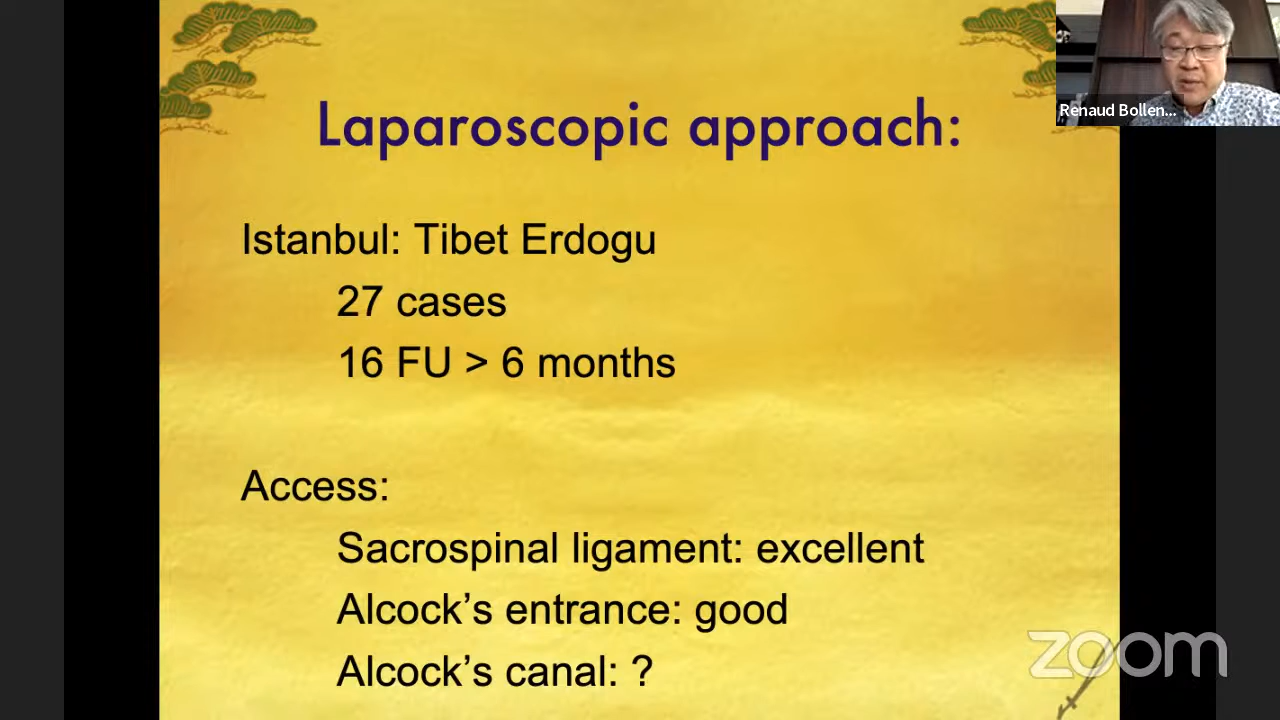 Laparoscopic approach:
Renaud Bollen...
Istanbul: Tibet Erdogu
27 cases
16 FU > 6 months
Access:
Sacrospinal ligament: excellent
Alcock’s entrance: good
Alcock’s canal: ?
zoom